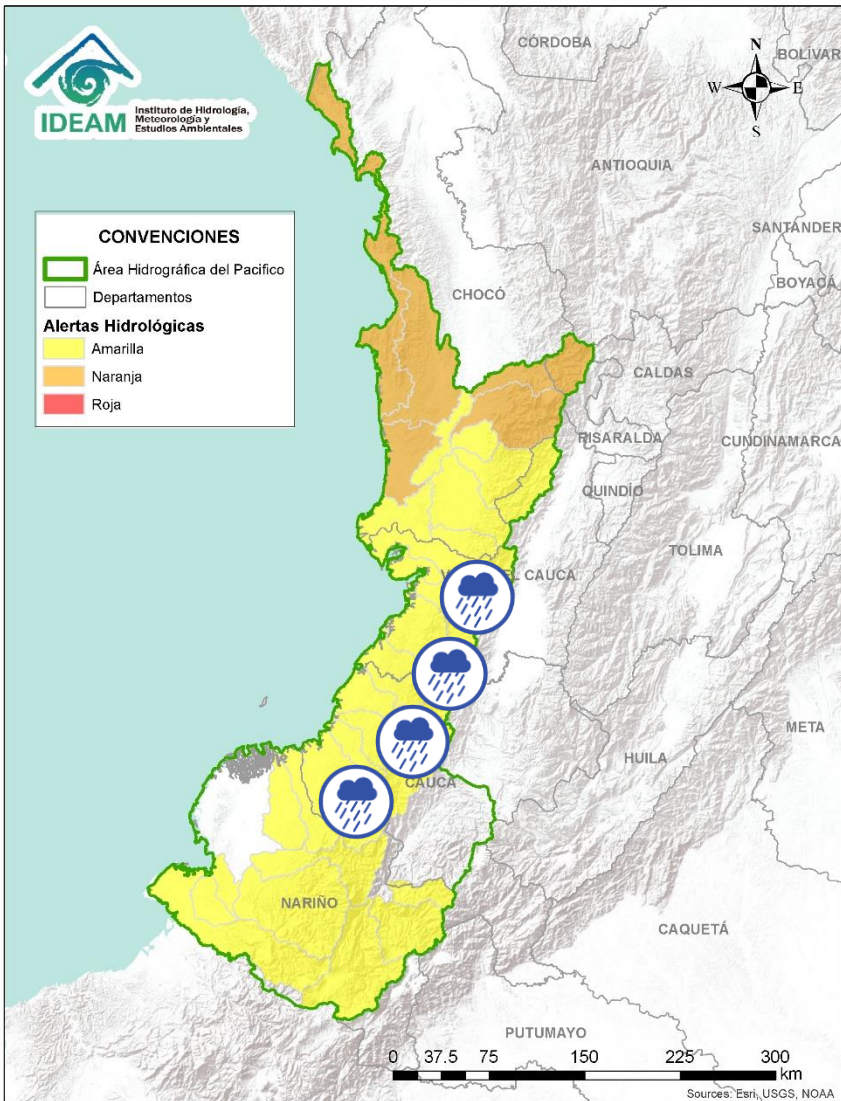 IDEAM
Instituto de Hidrología,
Meteorología y
Estudios Ambientales
CÓRDOBA
BOLÍVAR
N
W
E
S
ANTIOQUIA
SANTANDER
BOYACÁ
CONVENCIONES
Área Hidrográfica del Pacifico
Departamentos
Alertas Hidrológicas
Amarilla
Naranja
Roja
CHOCÓ
CALDAS
RISARALDA
CUNDINAMARCA
QUINDÍO
TOLIMA
EL CAUCA
META
HUILA
CAUCA
NARIÑO
CAQUETÁ
PUTUMAYO
0 37.5 75 150 225 300
km
Sources: Esri, USGS, NOAA